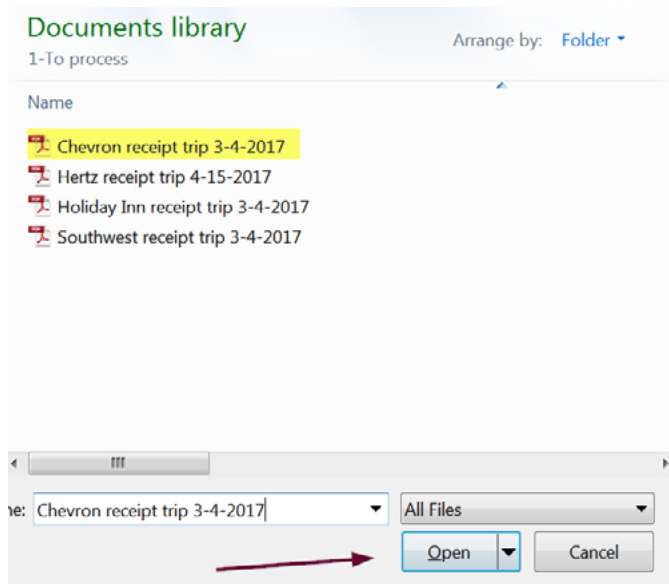 Documents library
1-To process
Arrange by: Folder
Name
Chevron receipt trip 3-4-2017
Hertz receipt trip 4-15-2017
Holiday Inn receipt trip 3-4-2017
Southwest receipt trip 3-4-2017
ne: Chevron receipt trip 3-4-2017 All Files
Open Cancel